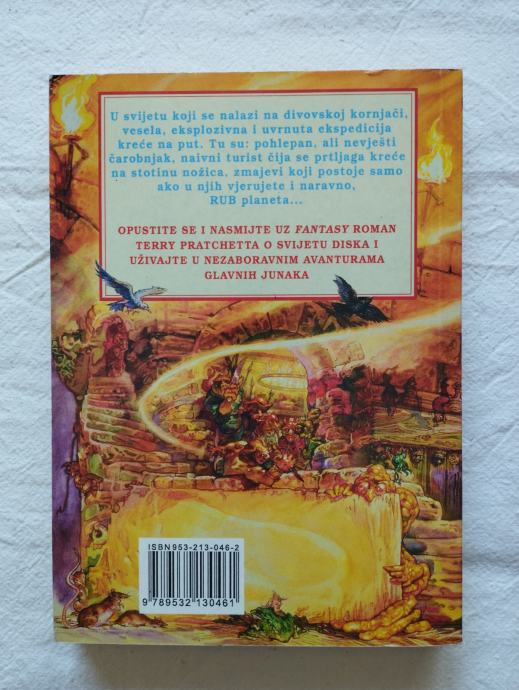 U svijetu koji se nalazi na divovskoj kornjači,
vesela, eksplozivna i uvrnuta ekspedicija
kreće na put. Tu su: pohlepan, ali nevješti
čarobnjak, naivni turist čija se prtljaga kreće
na stotinu nožica, zmajevi koji postoje samo
ako u njih vjerujete i naravno,
RUB planeta...
OPUSTITE SE I NASMIJTE UZ FANTASY ROMAN
TERRY PRATCHETTA O SVIJETU DISKA I
UŽIVAJTE U NEZABORAVNIM AVANTURAMA
GLAVNIH JUNAKA
ISBN 953-213-046-2
9 789532 130461